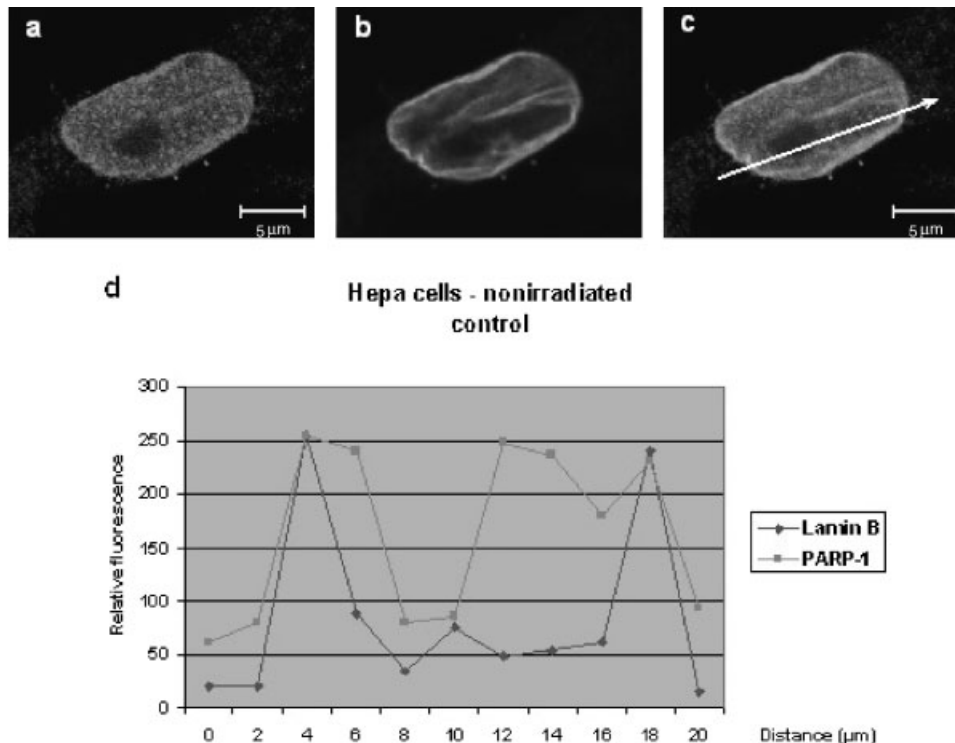 a
b
c
5 μm
5 μm
d
Hepa cells - nonirradiated
control
Relative fluorescence
300
250
200
150
100
50
0
0 2 4 6 8 10 12 14 16 18 20
Distance (μm)
Lamin B
PARP-1